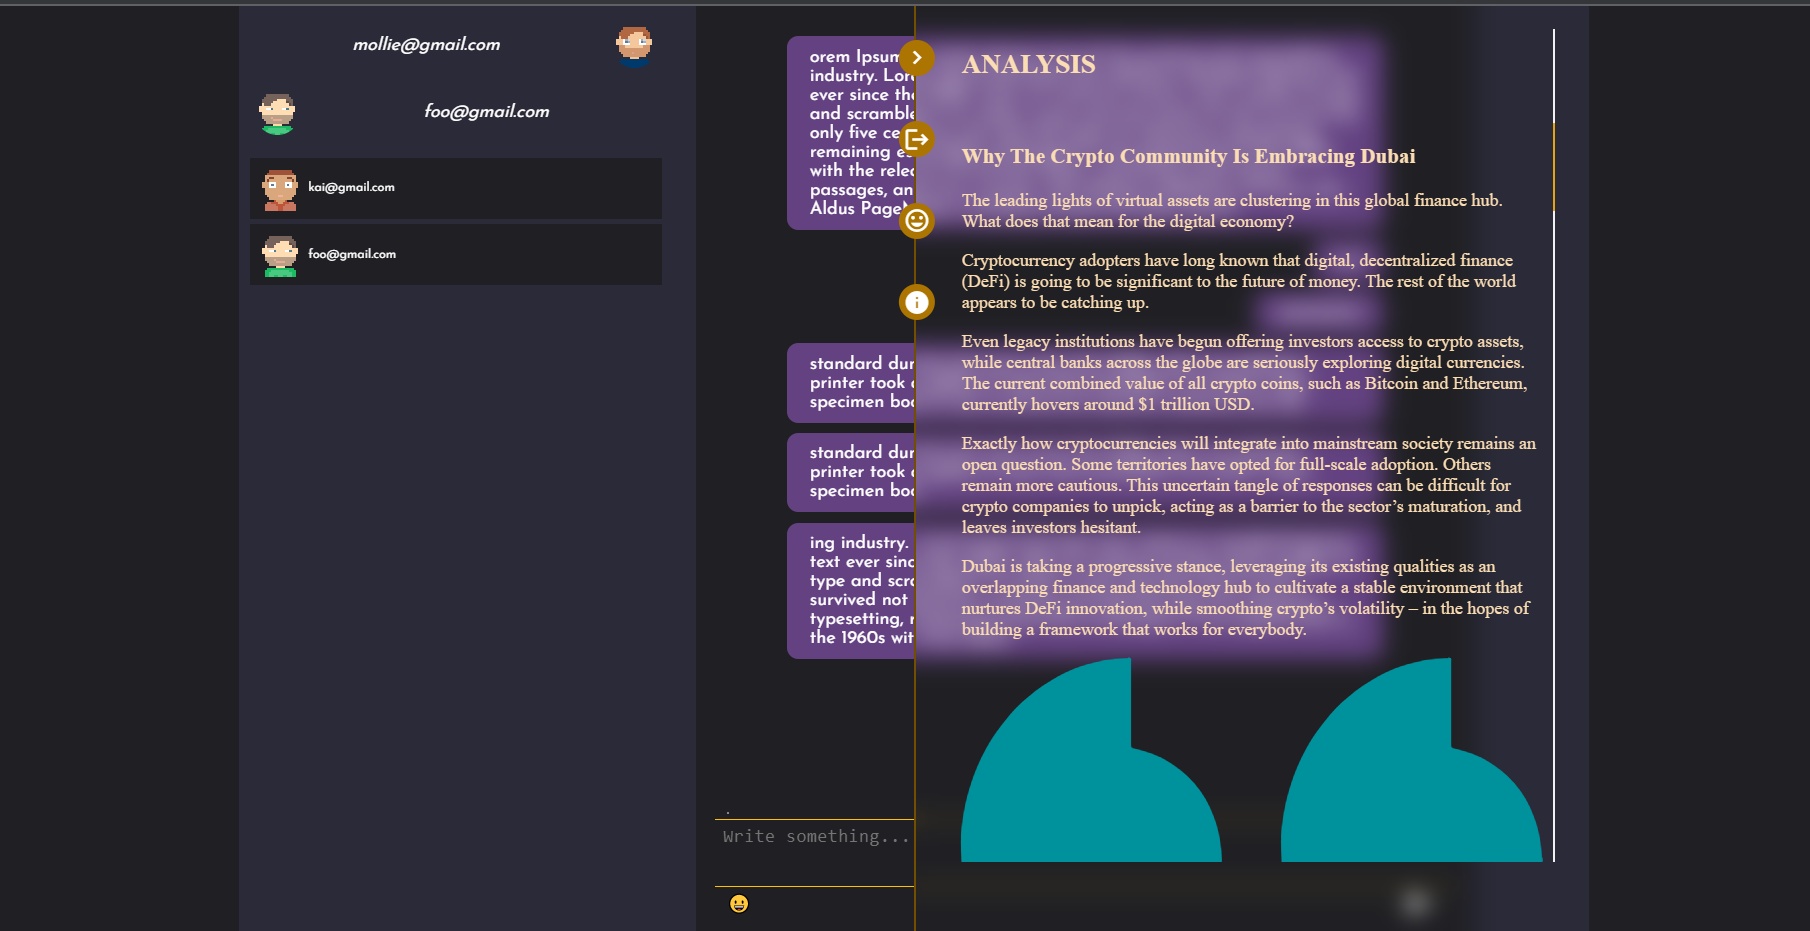 mollie@gmail.com
foo@gmail.com
kai@gmail.com
foo@gmail.com
orem Ipsum
industry. Lor
ever since the
and scramble
only five ce
remaining es
with the relea
passages, an
Aldus Page
standard dur
printer took
specimen boo
standard dur
printer took
specimen boo
ing industry.
text ever sinc
type and scra
survived not
typesetting, r
the 1960s wit
Write something...
ANALYSIS
Why The Crypto Community Is Embracing Dubai
The leading lights of virtual assets are clustering in this global finance hub.
What does that mean for the digital economy?
Cryptocurrency adopters have long known that digital, decentralized finance
(DeFi) is going to be significant to the future of money. The rest of the world
appears to be catching up.
Even legacy institutions have begun offering investors access to crypto assets,
while central banks across the globe are seriously exploring digital currencies.
The current combined value of all crypto coins, such as Bitcoin and Ethereum,
currently hovers around $1 trillion USD.
Exactly how cryptocurrencies will integrate into mainstream society remains an
open question. Some territories have opted for full-scale adoption. Others
remain more cautious. This uncertain tangle of responses can be difficult for
crypto companies to unpick, acting as a barrier to the sector’s maturation, and
leaves investors hesitant.
Dubai is taking a progressive stance, leveraging its existing qualities as an
overlapping finance and technology hub to cultivate a stable environment that
nurtures DeFi innovation, while smoothing crypto’s volatility – in the hopes of
building a framework that works for everybody.